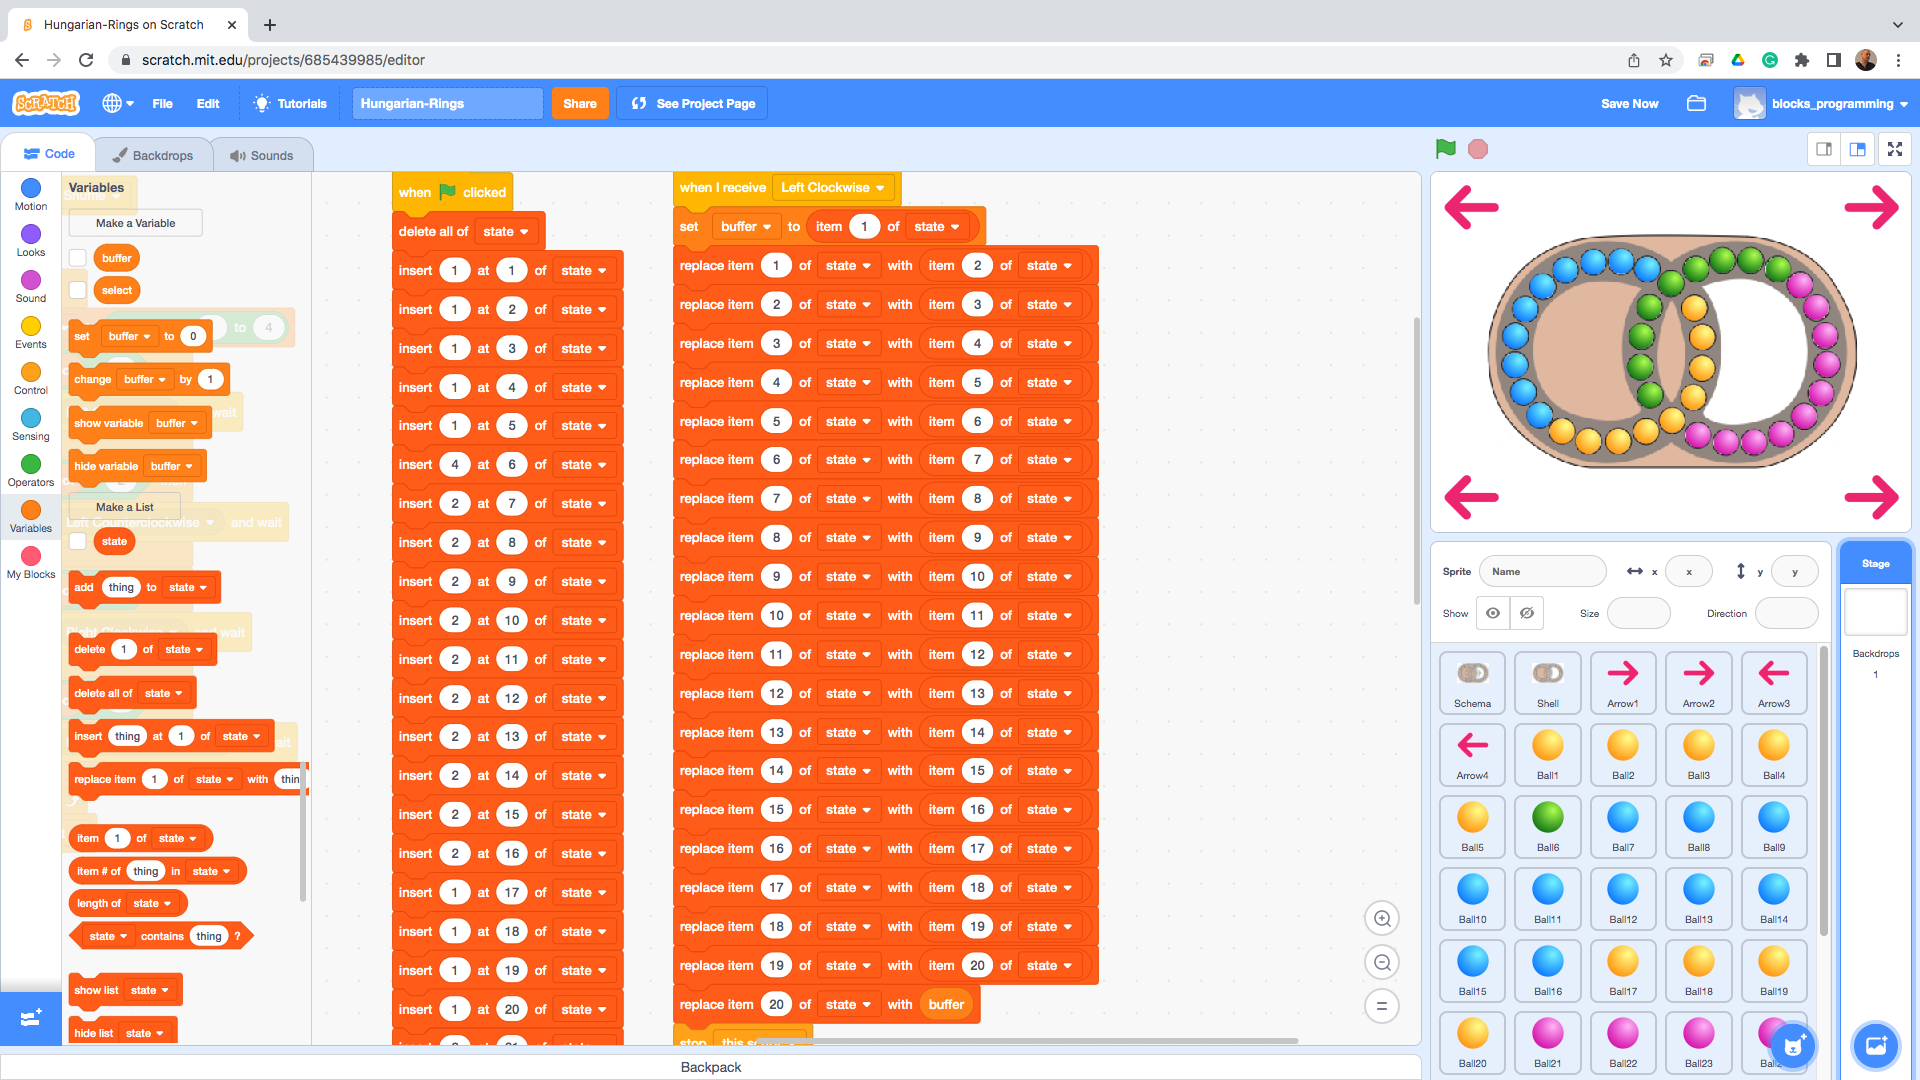 Hungarian-Rings on Scratch
scratch.mit.edu/projects/685439985/editor
SCRATCH File Edit Tutorials Hungarian-Rings Share See Project Page Save Now blocks_programming
Code Backdrops Sounds
Motion
Looks
Sound
Events
Control
Sensing
Operators
Variables
My Blocks
Variables
Make a Variable
buffer
select
set buffer to 0
to 4
change buffer by 1
wait
show variable buffer
hide variable buffer
Make a List
Left Counterclockwise and wait
state
add thing to state
Right Clockwise and wait
delete 1 of state
delete all of state
insert thing at 1 of state
replace item 1 of state with thin
item 1 of state
item # of thing in state
length of state
state contains thing ?
show list state
hide list state
when clicked
delete all of state
insert 1 at 1 of state
insert 1 at 2 of state
insert 1 at 3 of state
insert 1 at 4 of state
insert 1 at 5 of state
insert 4 at 6 of state
insert 2 at 7 of state
insert 2 at 8 of state
insert 2 at 9 of state
insert 2 at 10 of state
insert 2 at 11 of state
insert 2 at 12 of state
insert 2 at 13 of state
insert 2 at 14 of state
insert 2 at 15 of state
insert 2 at 16 of state
insert 1 at 17 of state
insert 1 at 18 of state
insert 1 at 19 of state
insert 1 at 20 of state
when I receive Left Clockwise
set buffer to item 1 of state
replace item 1 of state with item 2 of state
replace item 2 of state with item 3 of state
replace item 3 of state with item 4 of state
replace item 4 of state with item 5 of state
replace item 5 of state with item 6 of state
replace item 6 of state with item 7 of state
replace item 7 of state with item 8 of state
replace item 8 of state with item 9 of state
replace item 9 of state with item 10 of state
replace item 10 of state with item 11 of state
replace item 11 of state with item 12 of state
replace item 12 of state with item 13 of state
replace item 13 of state with item 14 of state
replace item 14 of state with item 15 of state
replace item 15 of state with item 16 of state
replace item 16 of state with item 17 of state
replace item 17 of state with item 18 of state
replace item 18 of state with item 19 of state
replace item 19 of state with item 20 of state
replace item 20 of state with buffer
stop this
Backpack
Sprite Name x x y y
Show Size Direction
Schema Shell Arrow1 Arrow2 Arrow3
Arrow4 Ball1 Ball2 Ball3 Ball4
Ball5 Ball6 Ball7 Ball8 Ball9
Ball10 Ball11 Ball12 Ball13 Ball14
Ball15 Ball16 Ball17 Ball18 Ball19
Ball20 Ball21 Ball22 Ball23
Stage
Backdrops
1